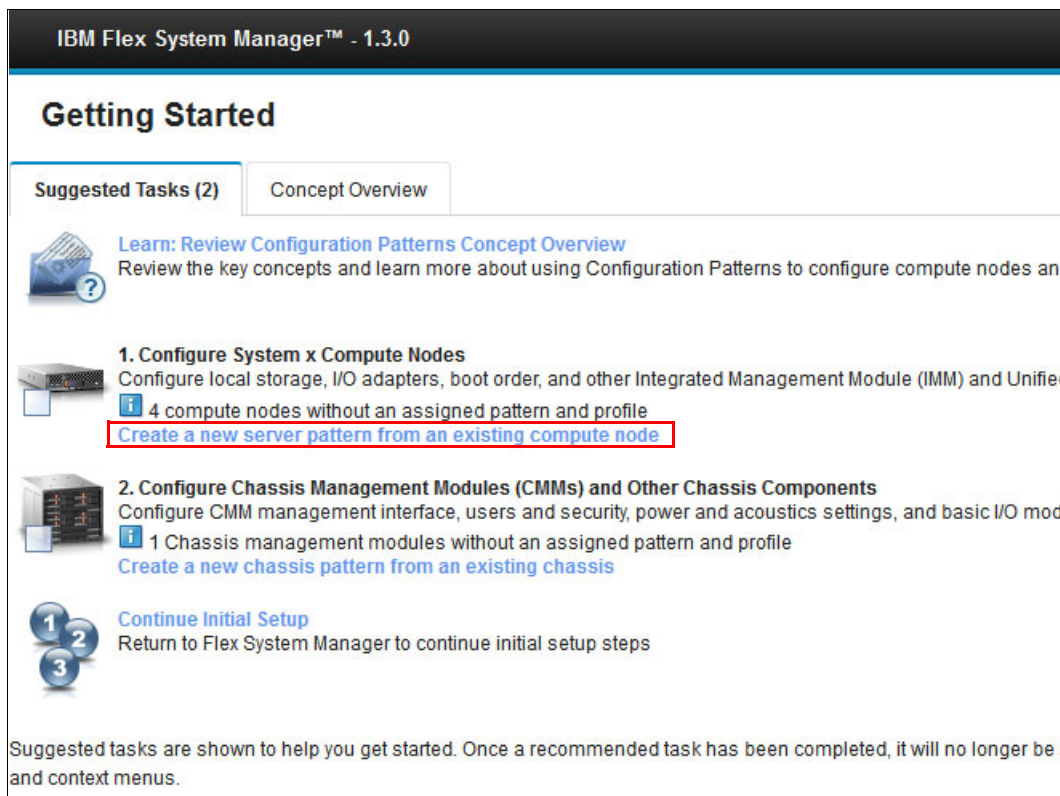 IBM Flex System Manager™ - 1.3.0
Getting Started
Suggested Tasks (2)
Concept Overview
Learn: Review Configuration Patterns Concept Overview
Review the key concepts and learn more about using Configuration Patterns to configure compute nodes an
1. Configure System x Compute Nodes
Configure local storage, I/O adapters, boot order, and other Integrated Management Module (IMM) and Unifie
4 compute nodes without an assigned pattern and profile
Create a new server pattern from an existing compute node
2. Configure Chassis Management Modules (CMMs) and Other Chassis Components
Configure CMM management interface, users and security, power and acoustics settings, and basic I/O mod
1 Chassis management modules without an assigned pattern and profile
Create a new chassis pattern from an existing chassis
1
2
3
Continue Initial Setup
Return to Flex System Manager to continue initial setup steps
Suggested tasks are shown to help you get started. Once a recommended task has been completed, it will no longer be
and context menus.